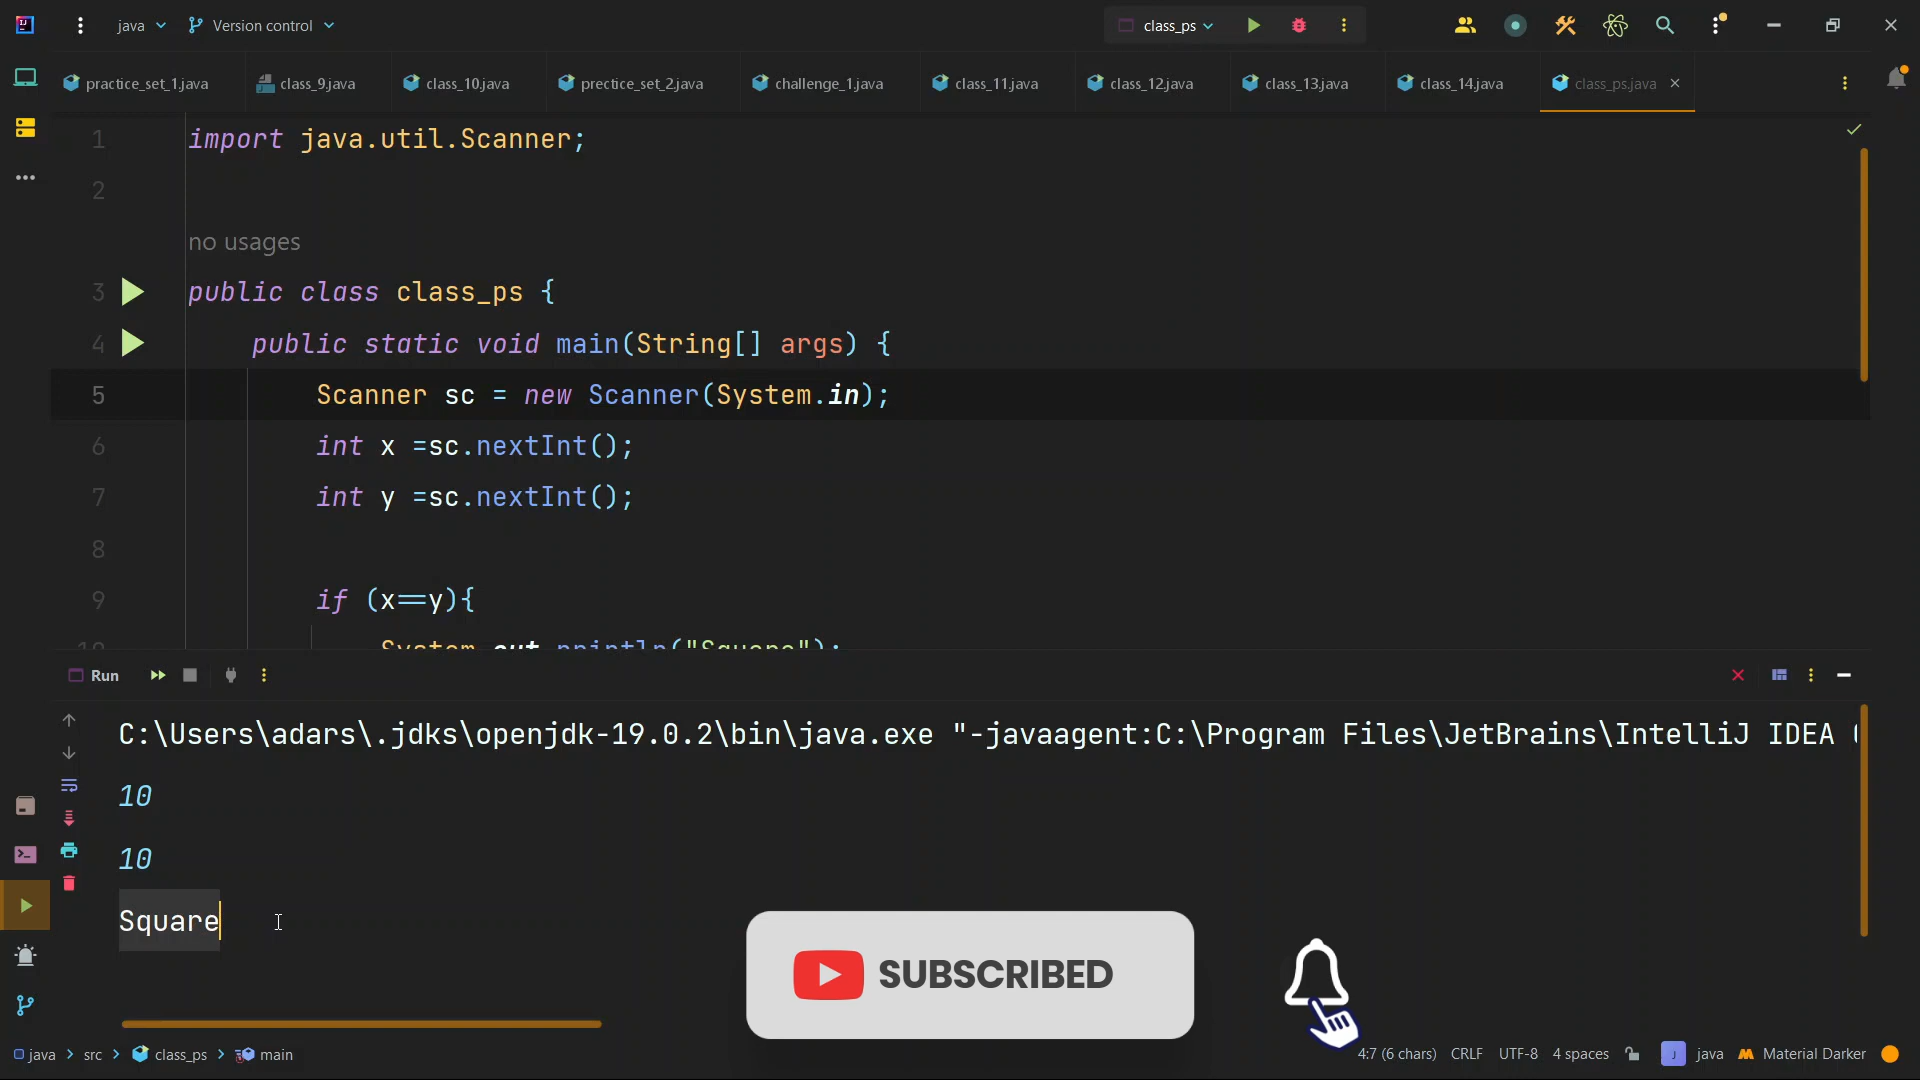 java
Version control
class_ps
practice_set_1.java
class_9.java
class_10.java
prectice_set_2.java
challenge_1.java
class_11.java
class_12.java
class_13.java
class_14.java
class_ps.java
1 import java.util.Scanner;
2
no usages
3 public class class_ps {
4 public static void main(String[] args) {
5 Scanner sc = new Scanner(System.in);
6 int x =sc.nextInt();
7 int y =sc.nextInt();
8
9 if (x==y){
10 System.out.println("Square");
Run
C:\Users\adars\.jdks\openjdk-19.0.2\bin\java.exe "-javaagent:C:\Program Files\JetBrains\IntelliJ IDEA
10
10
Square
SUBSCRIBED
java > src > class_ps > main
4:7 (6 chars) CRLF UTF-8 4 spaces java Material Darker